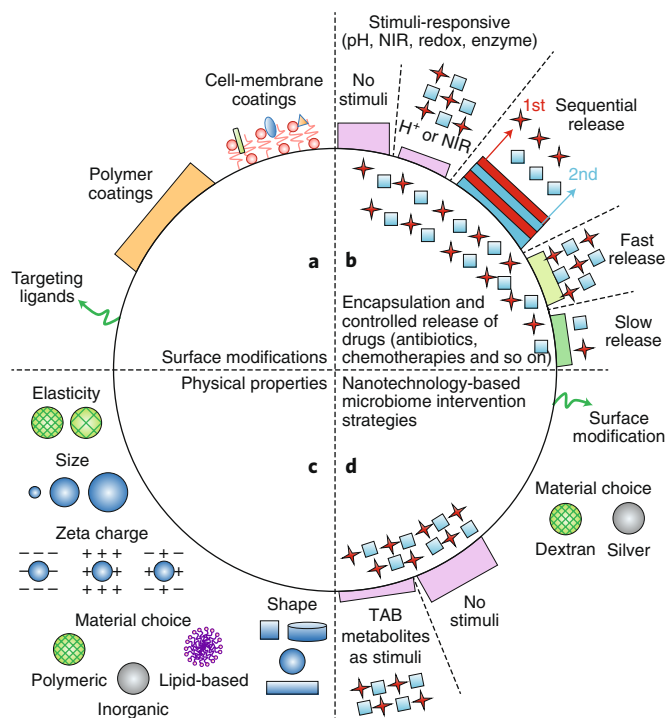 Stimuli-responsive
(pH, NIR, redox, enzyme)
Cell-membrane
coatings
No
stimuli
H⁺ or NIR
1st
Sequential
release
2nd
Polymer
coatings
Fast
release
Targeting
ligands
a
b
Encapsulation and
controlled release of
drugs (antibiotics,
chemotherapies and so on)
Slow
release
Surface modifications
Physical properties
Nanotechnology-based
microbiome intervention
strategies
Elasticity
Surface
modification
Size
c
d
Material choice
Dextran
Silver
Zeta charge
– – –
+ + +
– + –
– –
+ +
+ +
– – –
+ + +
– + –
Material choice
Polymeric
Lipid-based
Inorganic
Shape
TAB
metabolites
as stimuli
No
stimuli